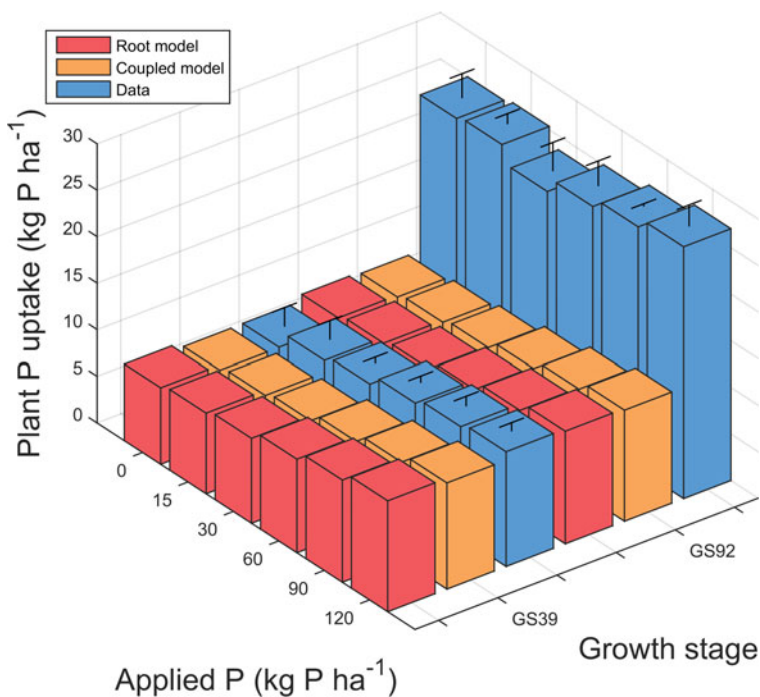 Root model
Coupled model
Data
Plant P uptake (kg P ha⁻¹)
30
25
20
15
10
5
0
0
15
30
60
90
120
Applied P (kg P ha⁻¹)
GS39
GS92
Growth stage